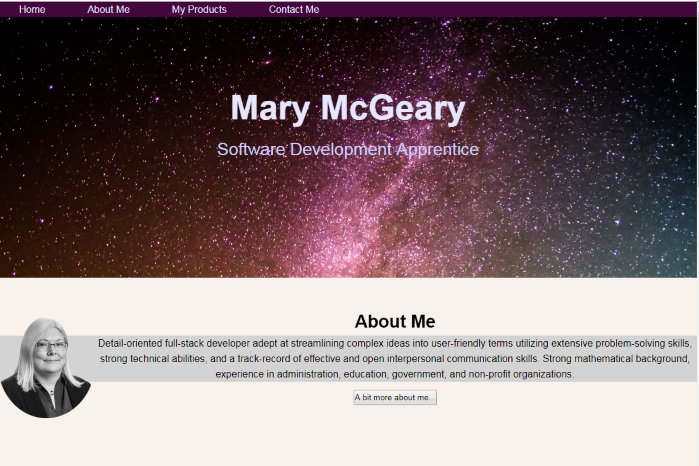 Home About Me My Products Contact Me
Mary McGeary
Software Development Apprentice
About Me
Detail-oriented full-stack developer adept at streamlining complex ideas into user-friendly terms utilizing extensive problem-solving skills,
strong technical abilities, and a track-record of effective and open interpersonal communication skills. Strong mathematical background,
experience in administration, education, government, and non-profit organizations.
A bit more about me...